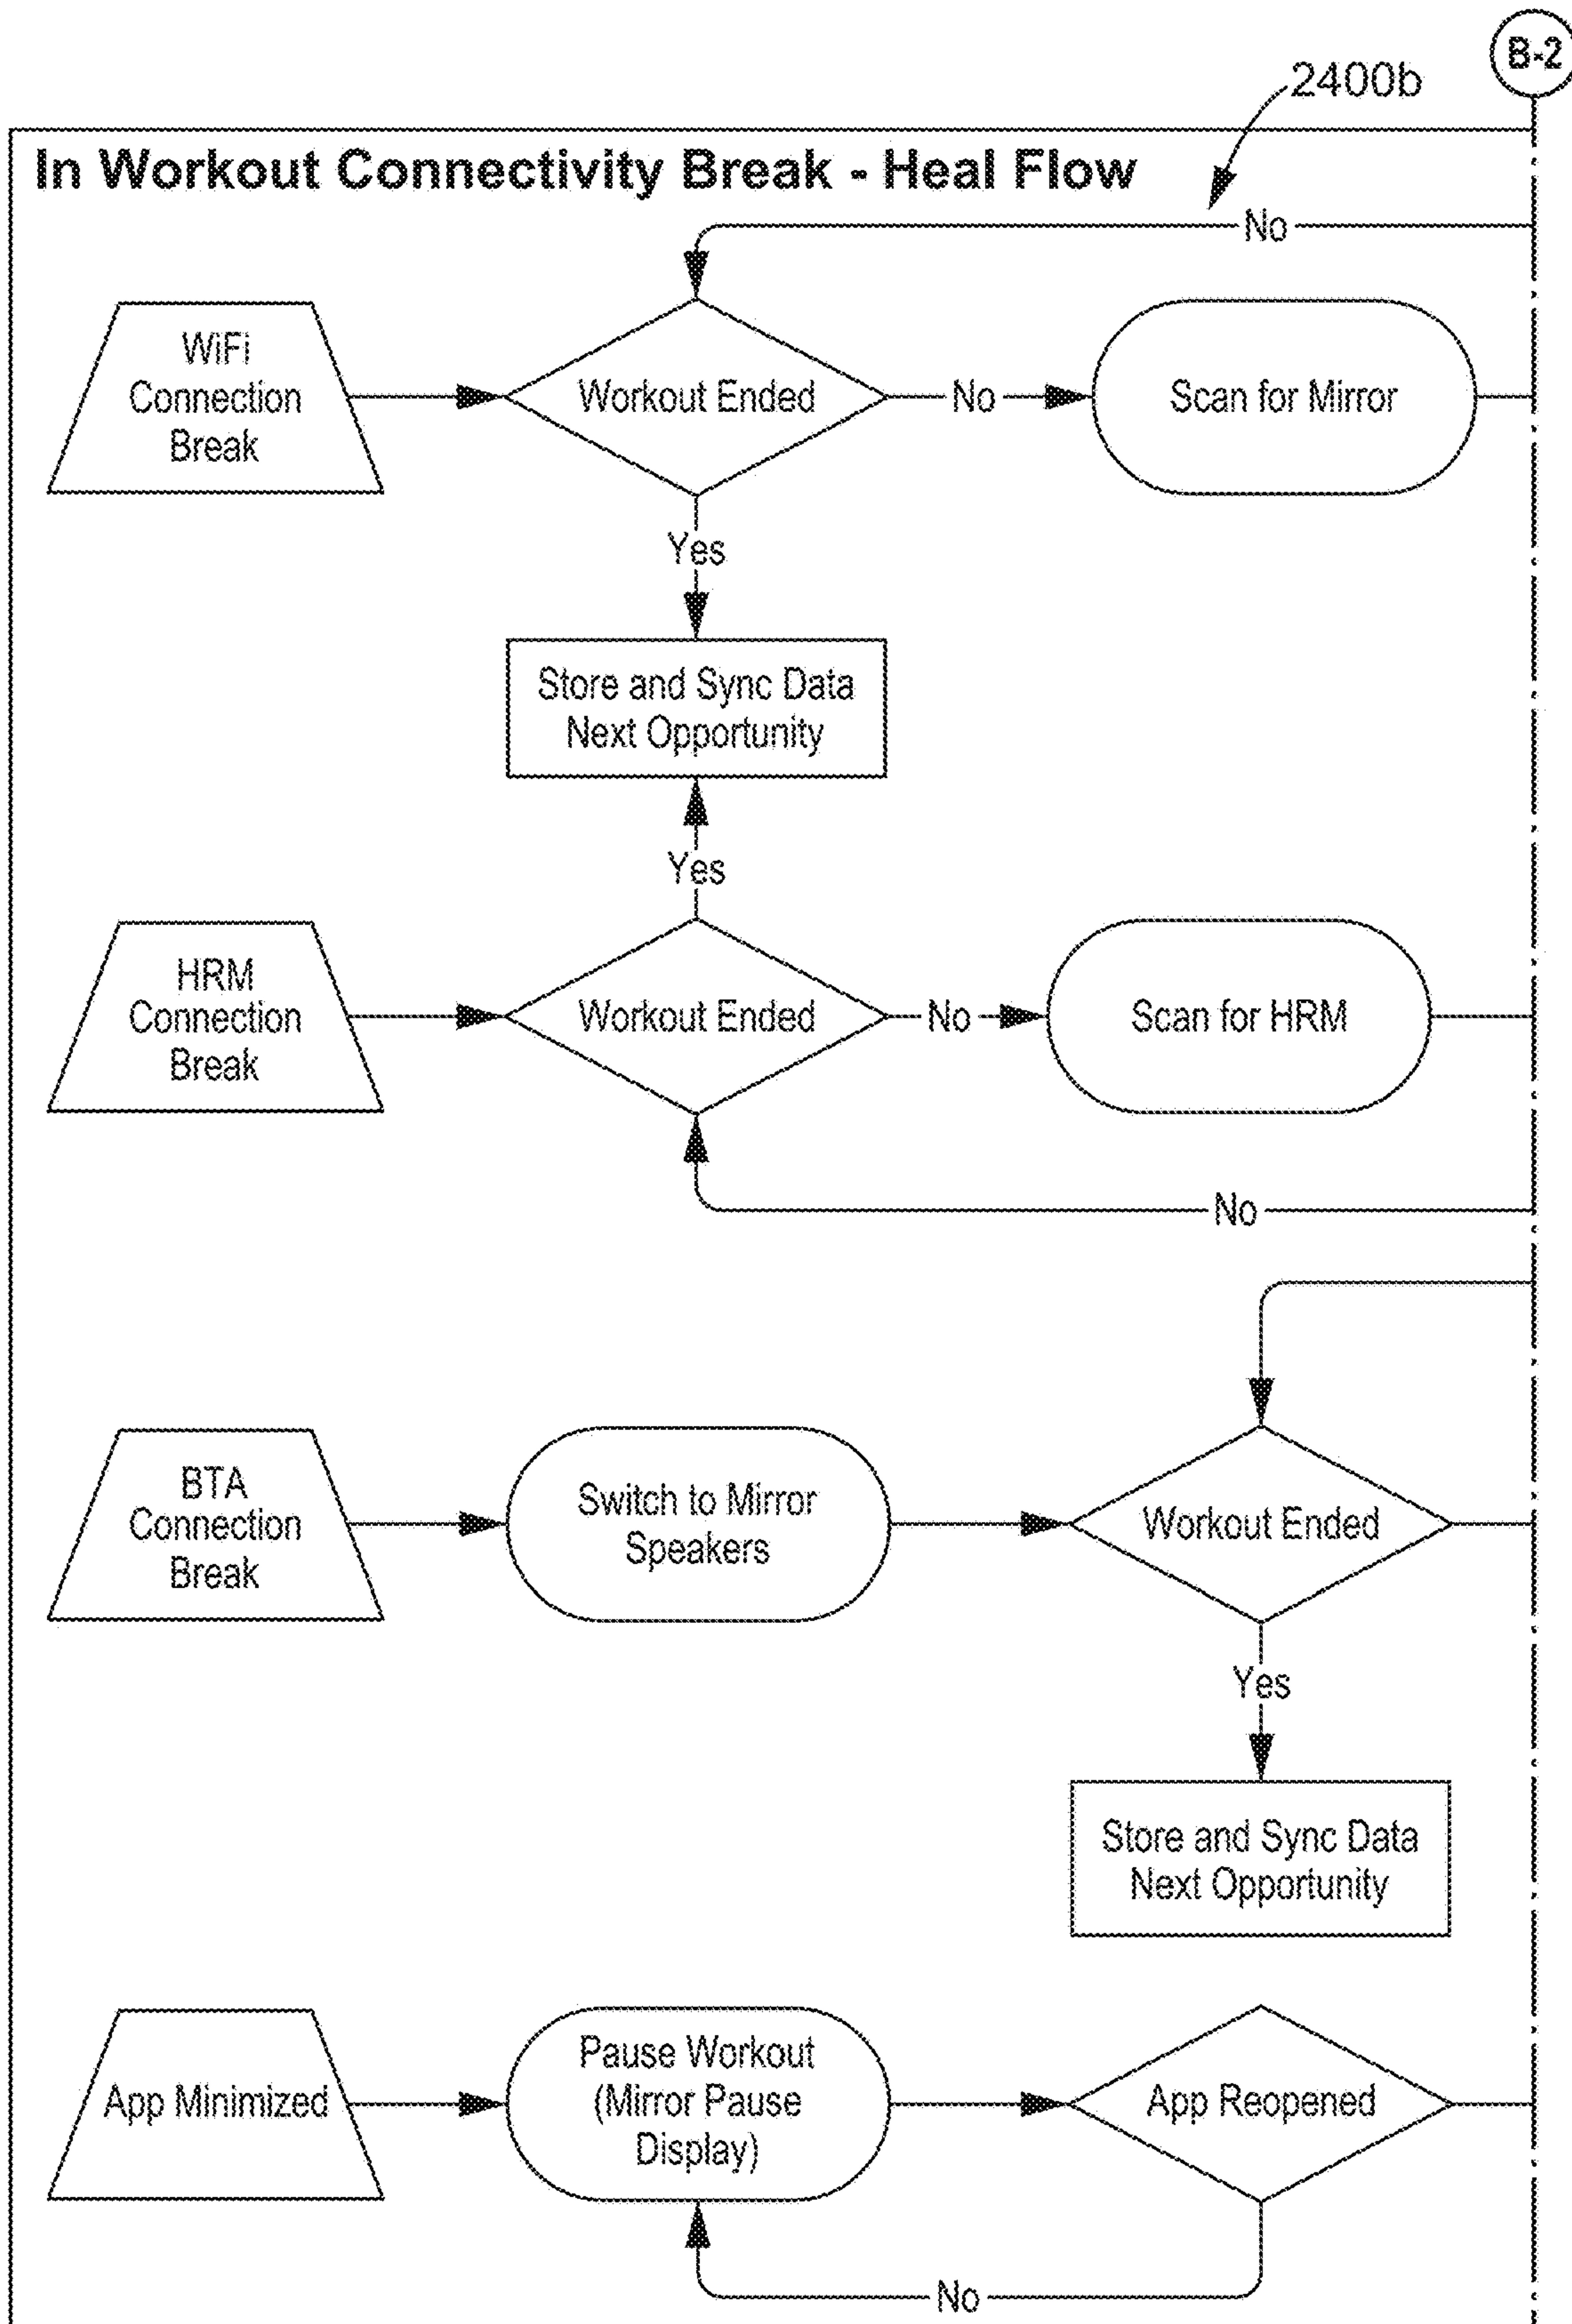 B-2
2400b
In Workout Connectivity Break - Heal Flow
No
WiFi
Connection
Break
Workout Ended
No
Scan for Mirror
Yes
Store and Sync Data
Next Opportunity
Yes
HRM
Connection
Break
Workout Ended
No
Scan for HRM
No
BTA
Connection
Break
Switch to Mirror
Speakers
Workout Ended
Yes
Store and Sync Data
Next Opportunity
App Minimized
Pause Workout
(Mirror Pause
Display)
App Reopened
No